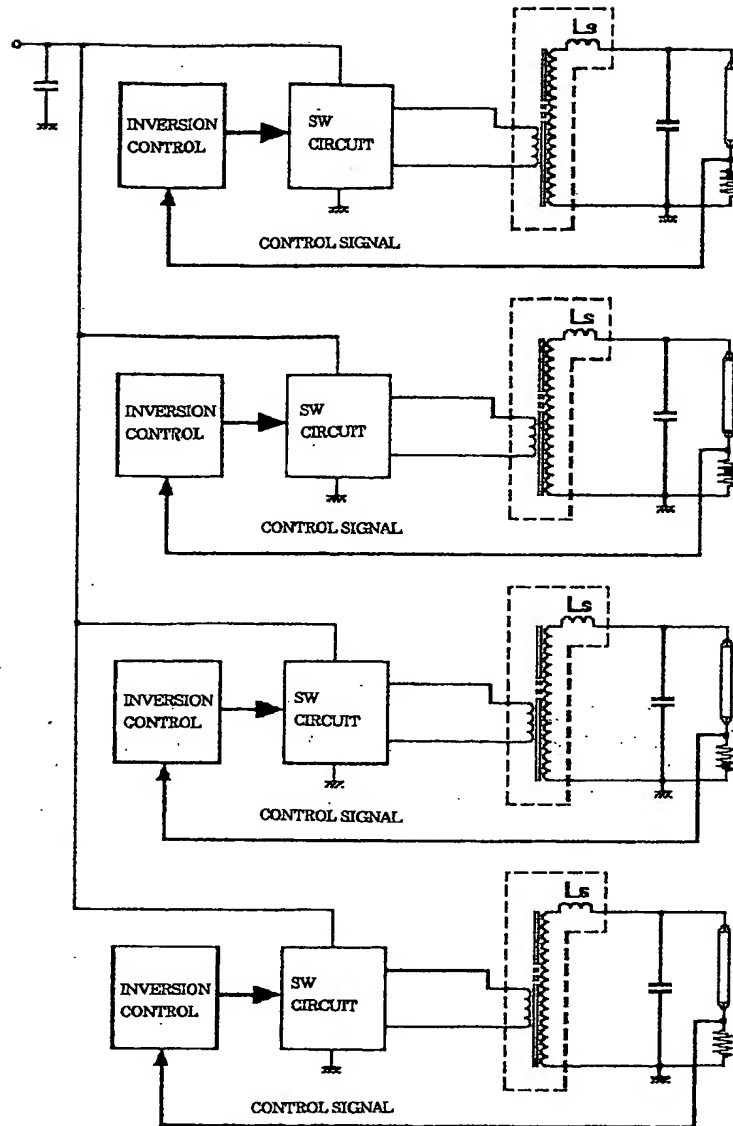 Ls
INVERSION
CONTROL
SW
CIRCUIT
CONTROL SIGNAL
Ls
INVERSION
CONTROL
SW
CIRCUIT
CONTROL SIGNAL
Ls
INVERSION
CONTROL
SW
CIRCUIT
CONTROL SIGNAL
Ls
INVERSION
CONTROL
SW
CIRCUIT
CONTROL SIGNAL